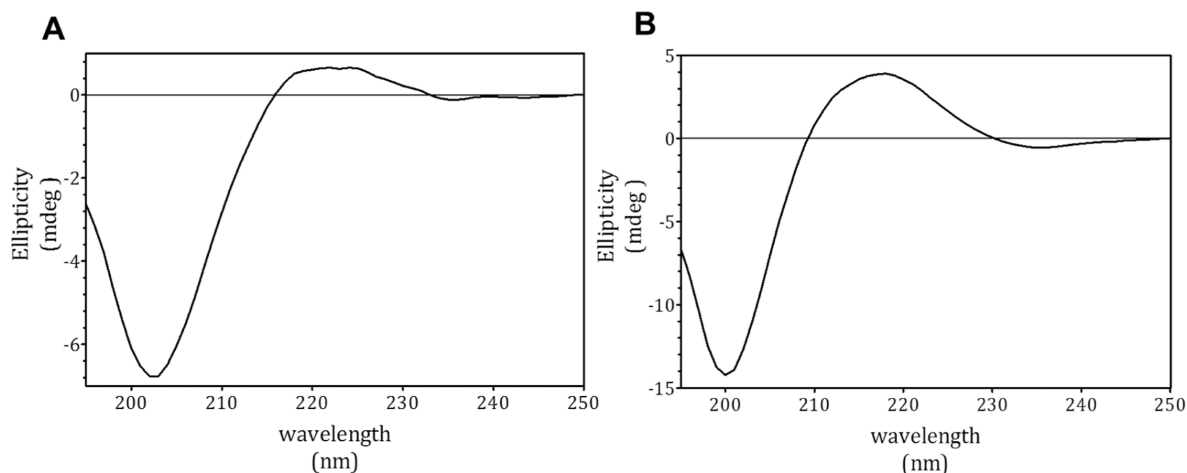 A
0
-2
-4
-6
Ellipticity
(mdeg )
200 210 220 230 240 250
wavelength
(nm)
B
5
0
-5
-10
-15
Ellipticity
(mdeg)
200 210 220 230 240 250
wavelength
(nm)